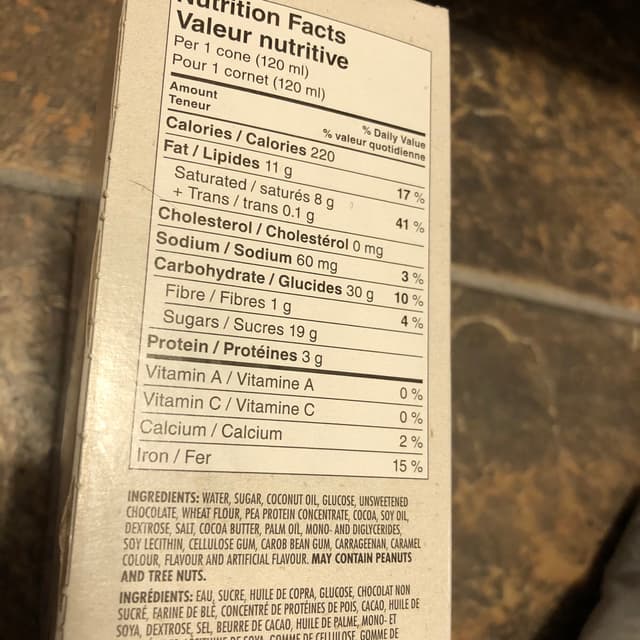 Nutrition Facts
Valeur nutritive
Per 1 cone (120 ml)
Pour 1 cornet (120 ml)
Amount % Daily Value
Teneur % valeur quotidienne
Calories / Calories 220
Fat / Lipides 11 g 17 %
Saturated / saturés 8 g
+ Trans / trans 0.1 g 41 %
Cholesterol / Cholestérol 0 mg
Sodium / Sodium 60 mg 3 %
Carbohydrate / Glucides 30 g 10 %
Fibre / Fibres 1 g 4 %
Sugars / Sucres 19 g
Protein / Protéines 3 g
Vitamin A / Vitamine A 0 %
Vitamin C / Vitamine C 0 %
Calcium / Calcium 2 %
Iron / Fer 15 %
INGREDIENTS: WATER, SUGAR, COCONUT OIL, GLUCOSE, UNSWEETENED
CHOCOLATE, WHEAT FLOUR, PEA PROTEIN CONCENTRATE, COCOA, SOY OIL,
DEXTROSE, SALT, COCOA BUTTER, PALM OIL, MONO- AND DIGLYCERIDES,
SOY LECITHIN, CELLULOSE GUM, CAROB BEAN GUM, CARRAGEENAN, CARAMEL
COLOUR, FLAVOUR AND ARTIFICIAL FLAVOUR. MAY CONTAIN PEANUTS
AND TREE NUTS.
INGRÉDIENTS: EAU, SUCRE, HUILE DE COPRA, GLUCOSE, CHOCOLAT NON
SUCRÉ, FARINE DE BLÉ, CONCENTRÉ DE PROTÉINES DE POIS, CACAO, HUILE DE
SOYA, DEXTROSE, SEL, BEURRE DE CACAO, HUILE DE PALME, MONO- ET
DE SOYA, GOMME DE CELLULOSE, GOMME DE